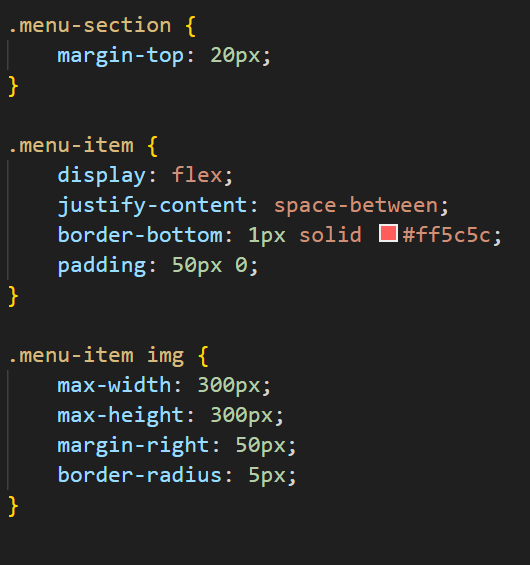 .menu-section {
    margin-top: 20px;
}

.menu-item {
    display: flex;
    justify-content: space-between;
    border-bottom: 1px solid #ff5c5c;
    padding: 50px 0;
}

.menu-item img {
    max-width: 300px;
    max-height: 300px;
    margin-right: 50px;
    border-radius: 5px;
}